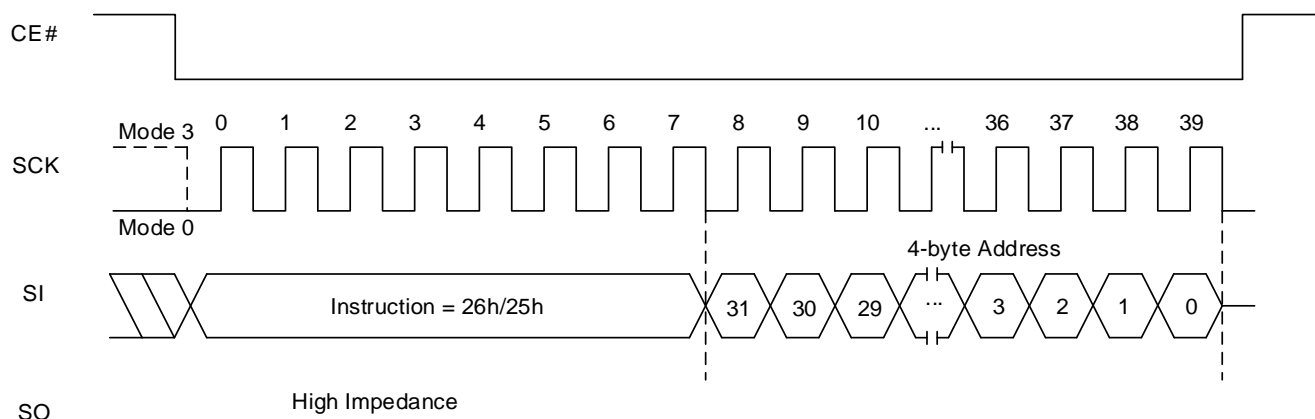 CE#
Mode 3
0 1 2 3 4 5 6 7 8 9 10 ... 36 37 38 39
SCK
Mode 0
4-byte Address
SI
Instruction = 26h/25h
31 30 29 ... 3 2 1 0
High Impedance
SO